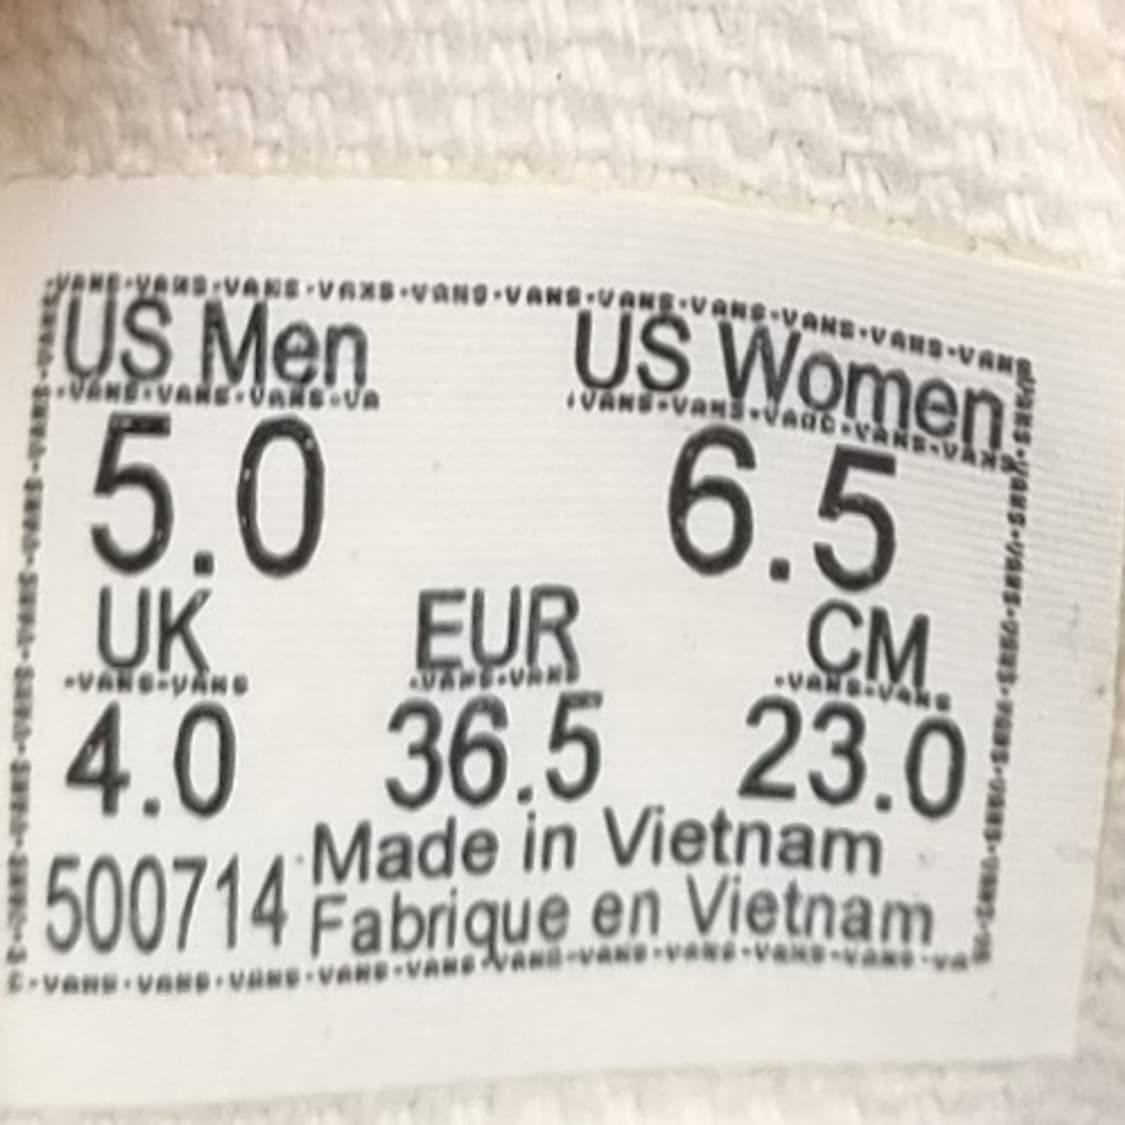 US Men US Women
5.0 6.5
UK EUR CM
4.0 36.5 23.0
Made in Vietnam
500714 Fabrique en Vietnam